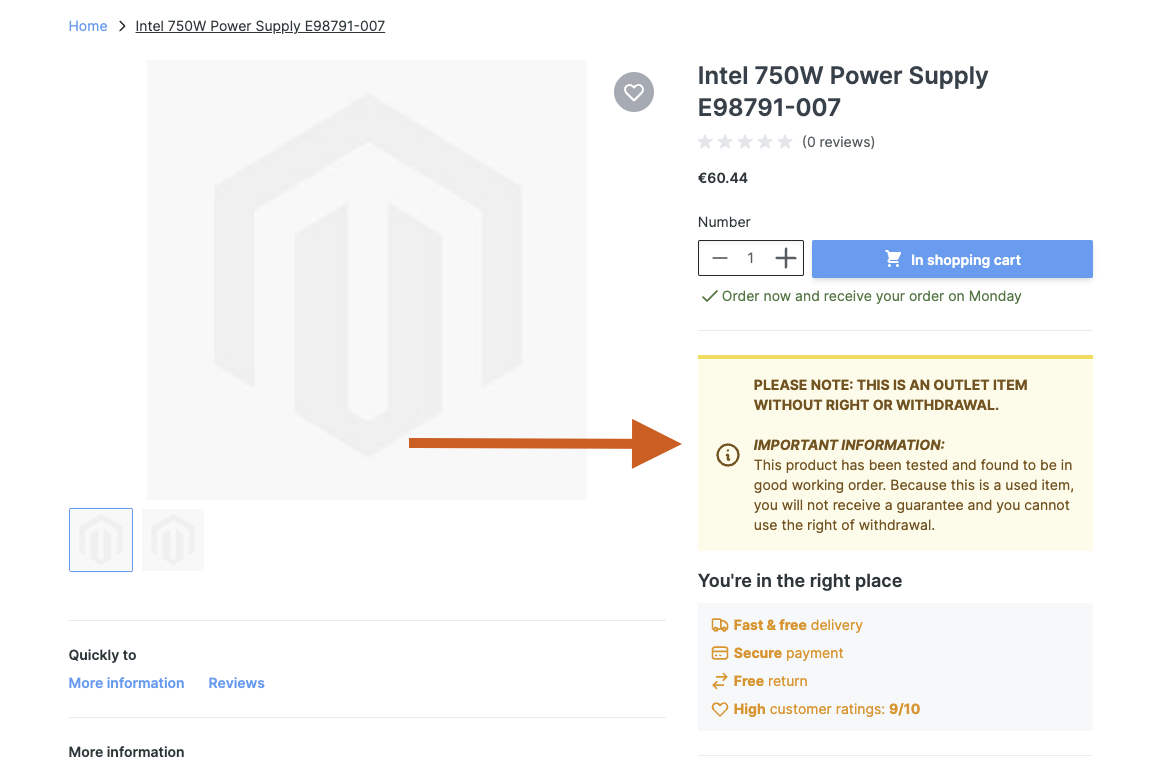 Home > Intel 750W Power Supply E98791-007
Intel 750W Power Supply
E98791-007
(0 reviews)
€60.44
Number
1
In shopping cart
Order now and receive your order on Monday
PLEASE NOTE: THIS IS AN OUTLET ITEM
WITHOUT RIGHT OR WITHDRAWAL.
IMPORTANT INFORMATION:
This product has been tested and found to be in
good working order. Because this is a used item,
you will not receive a guarantee and you cannot
use the right of withdrawal.
You're in the right place
Fast & free delivery
Secure payment
Free return
High customer ratings: 9/10
Quickly to
More information Reviews
More information